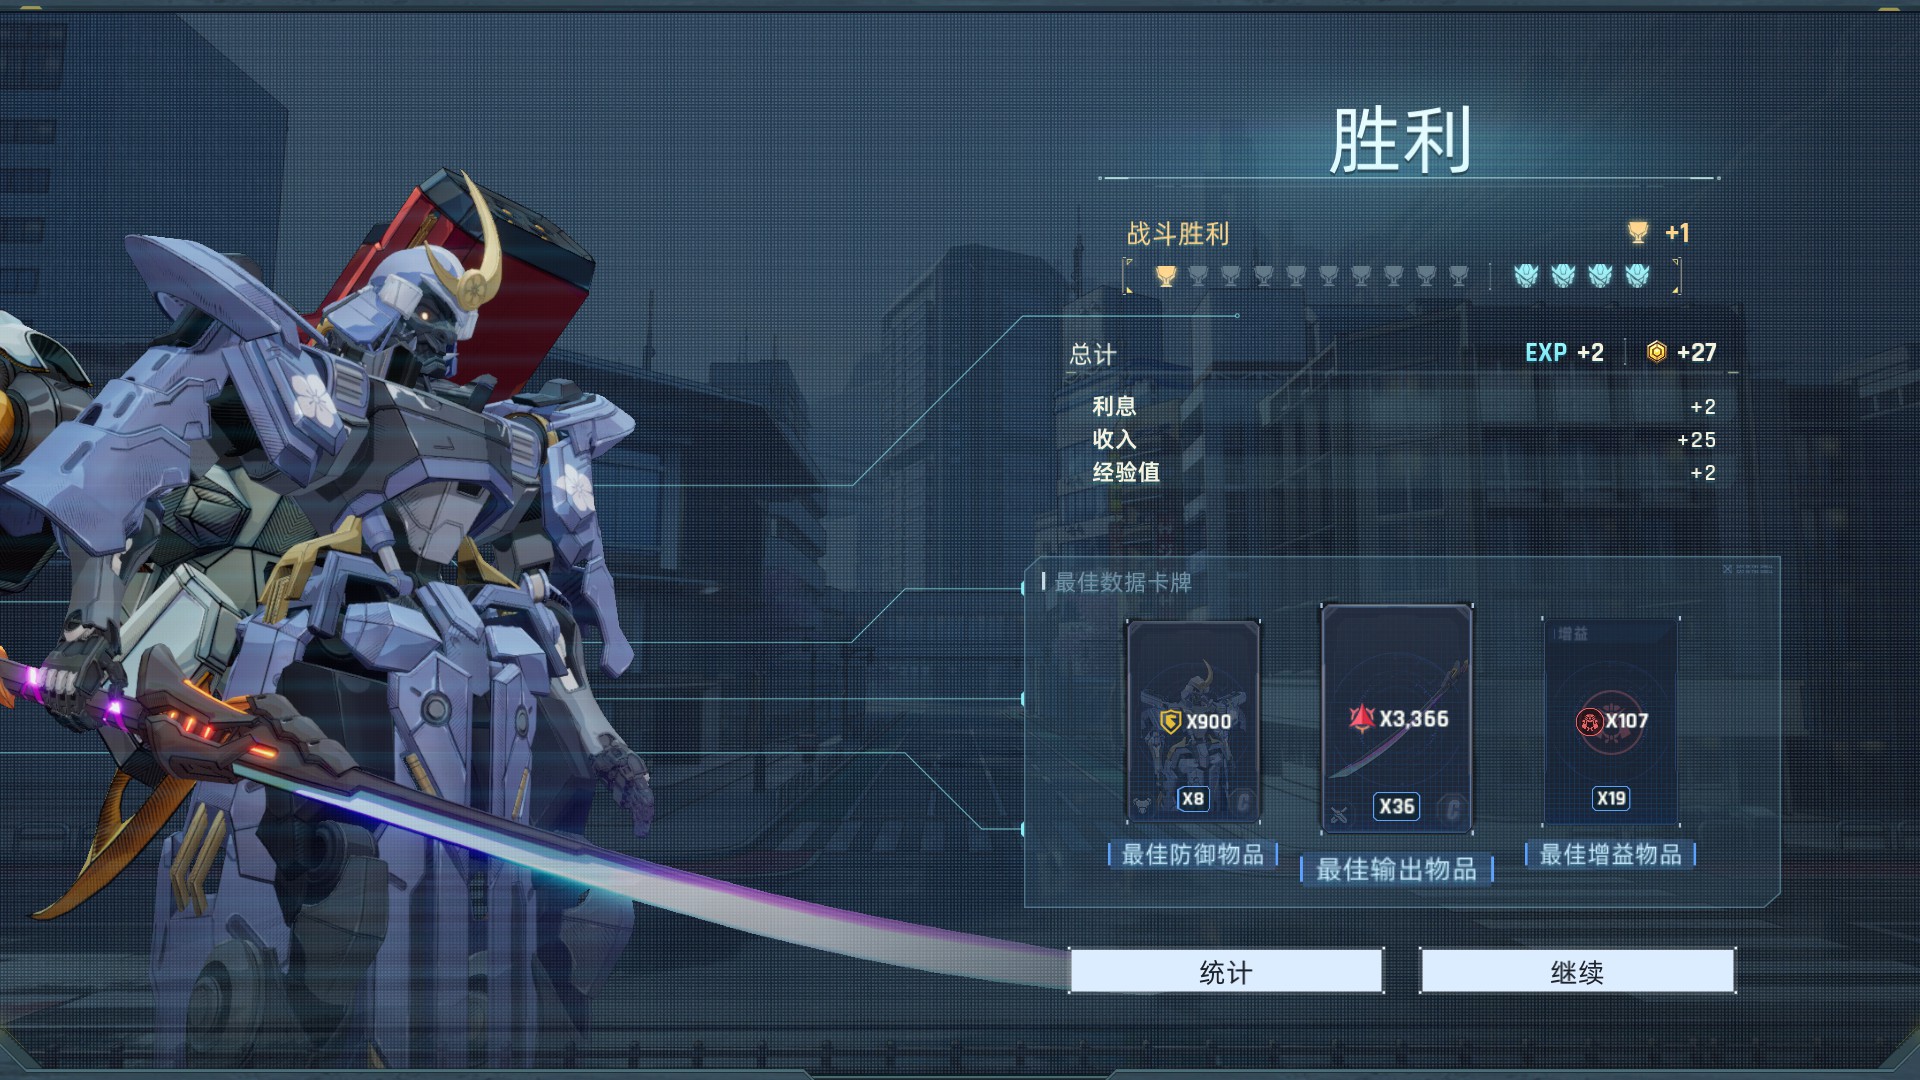 胜利
战斗胜利 +1
总计 EXP +2 +27
利息 +2
收入 +25
经验值 +2
最佳数据卡牌
增益
X900 X3,366 X107
X8 C X36 C X19
最佳防御物品 最佳输出物品 最佳增益物品
统计 继续